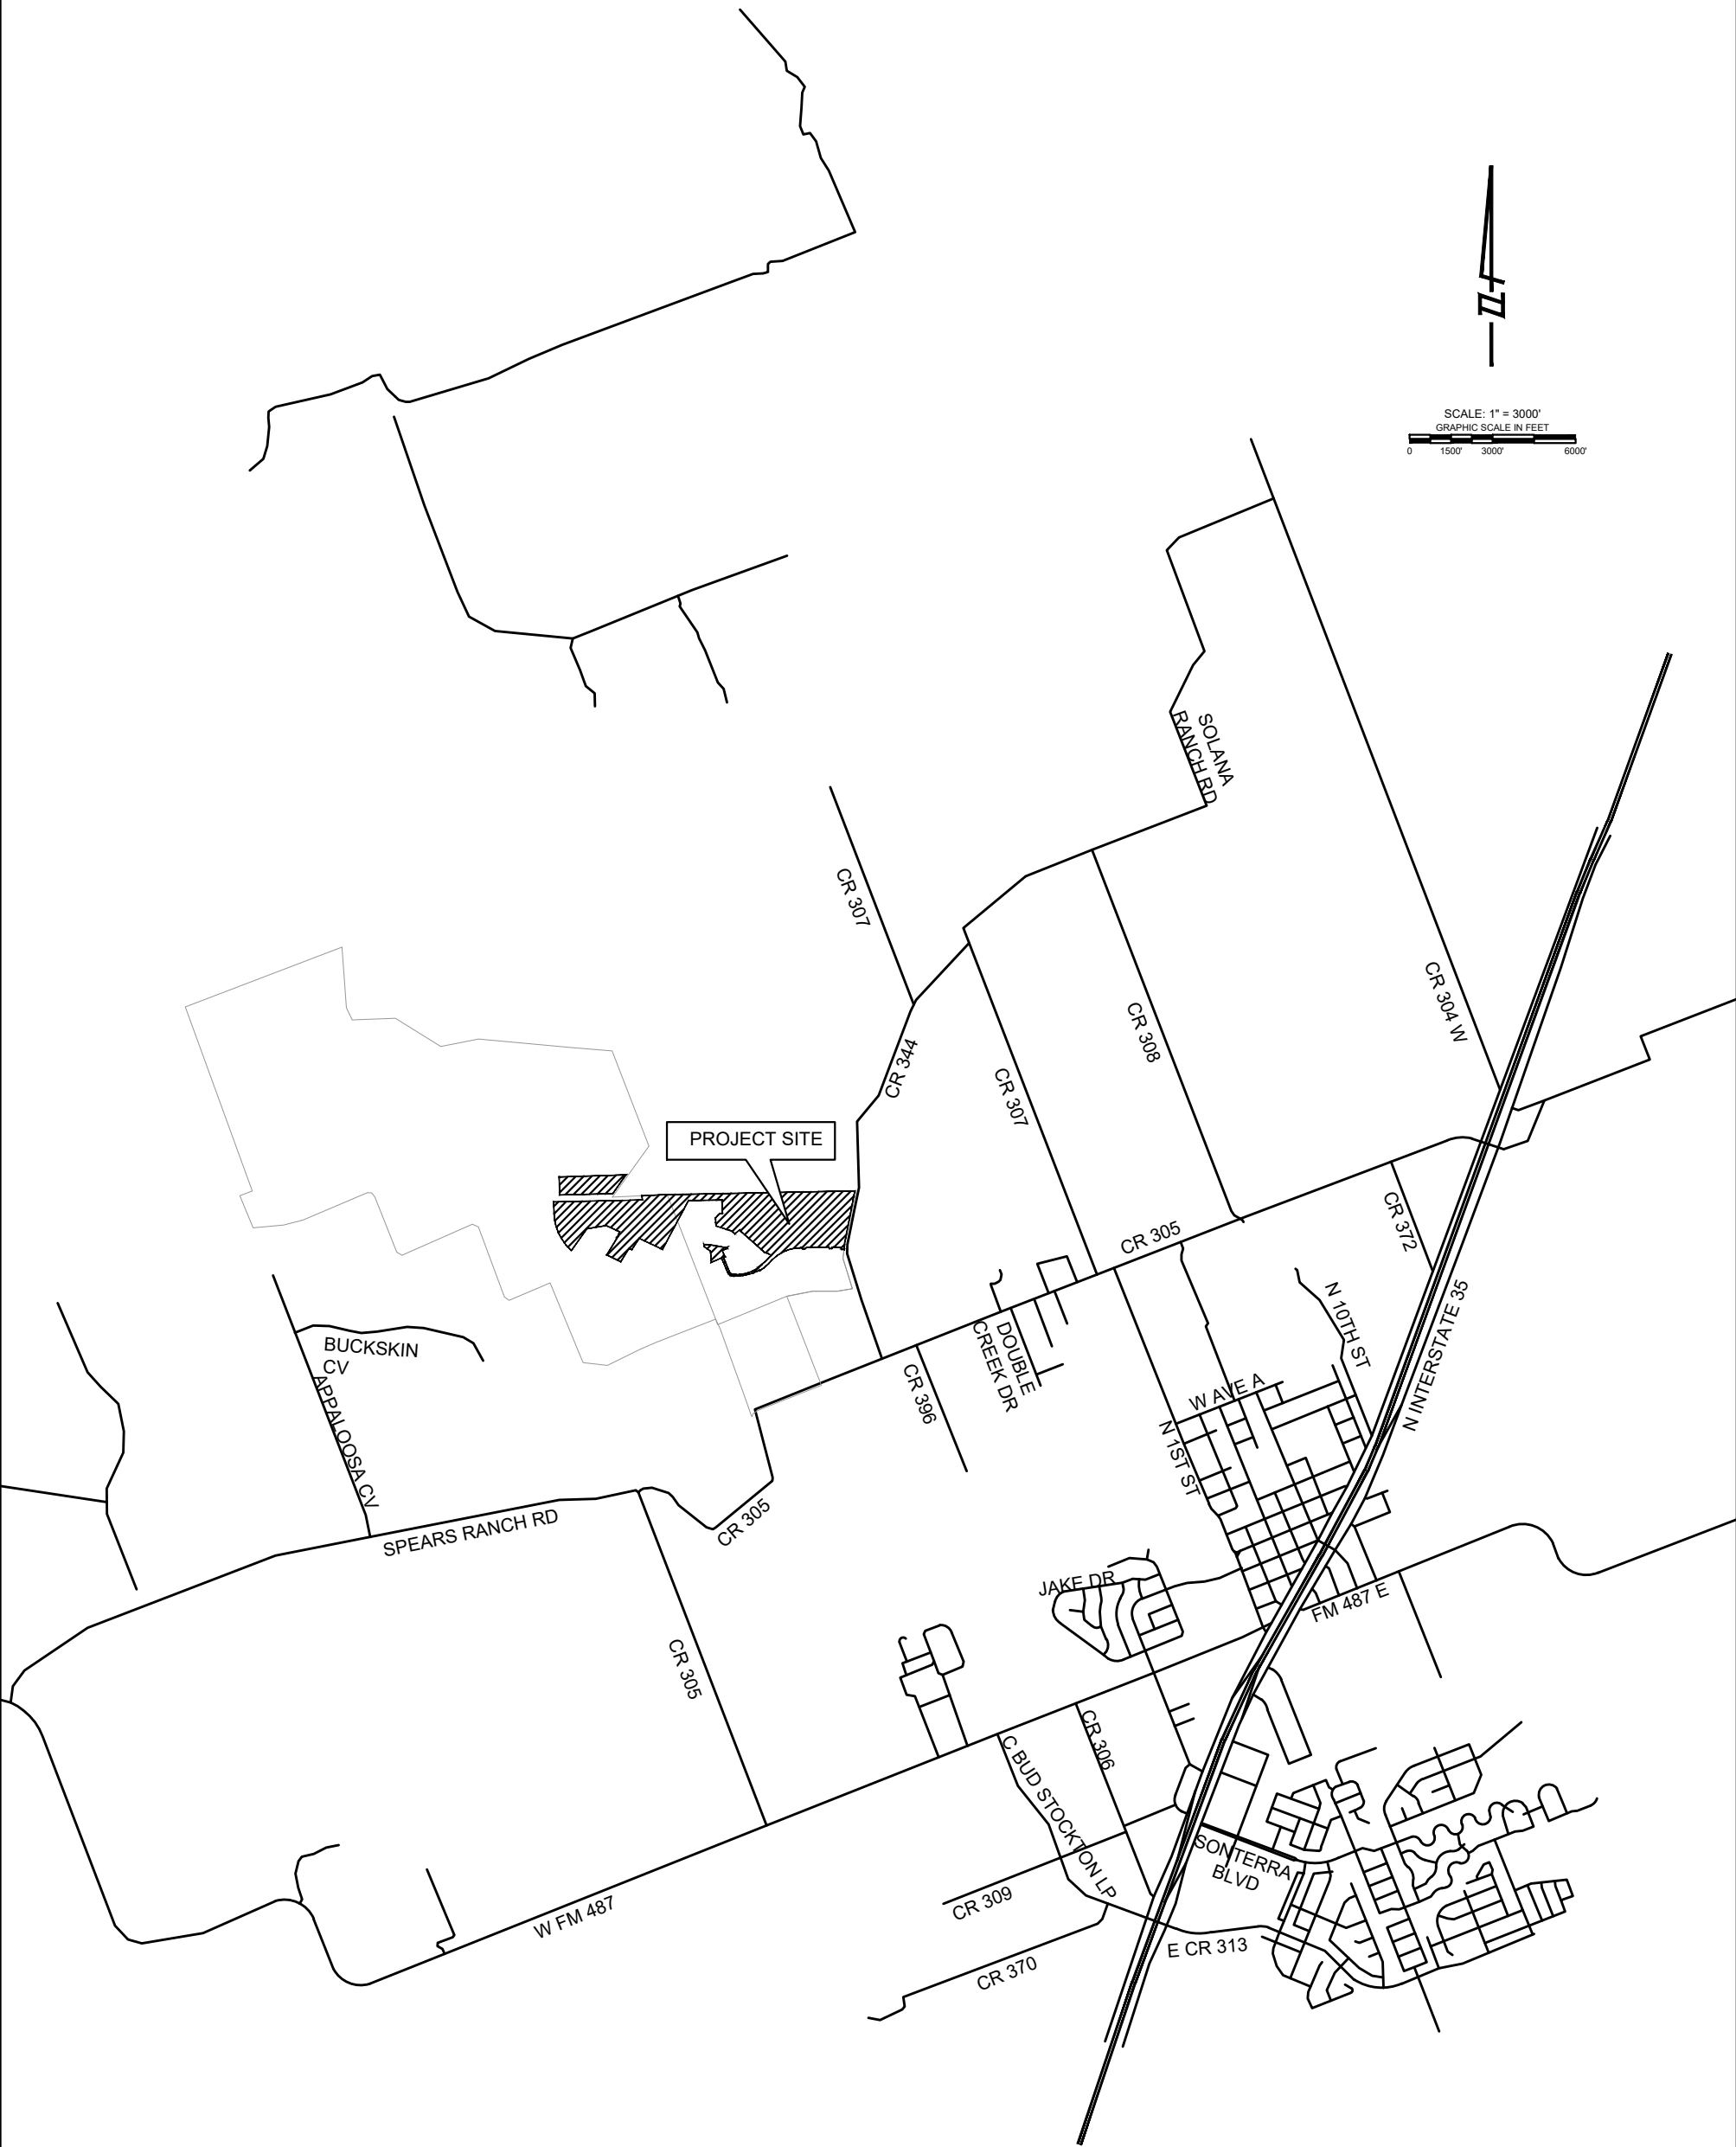 SCALE: 1" = 3000'
GRAPHIC SCALE IN FEET
0 1500' 3000' 6000'
SOLANA
RANCH RD
CR 307
CR 304 W
CR 308
CR 344
CR 307
PROJECT SITE
CR 305
CR 372
N 10TH ST
N INTERSTATE 35
BUCKSKIN
CV
DOUBLE
CREEK DR
CR 396
W AVE A
APPALOOSA CV
N 1ST ST
SPEARS RANCH RD
CR 305
JAKE DR
FM 487 E
CR 305
CR 306
C BUD STOCKTON LP
SONTERRA
BLVD
CR 309
W FM 487
E CR 313
CR 370